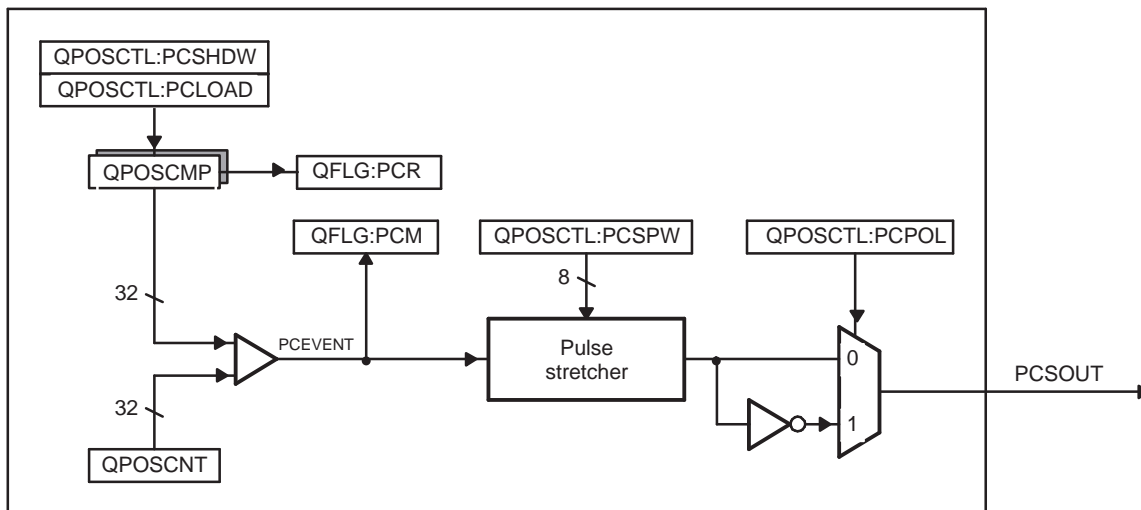 QPOSCTL:PCSHDW
QPOSCTL:PCLOAD
QPOSCMP
QFLG:PCR
QFLG:PCM
QPOSCTL:PCSPW
QPOSCTL:PCPOL
32
8
PCEVENT
Pulse
stretcher
0
PCSOUT
32
1
QPOSCNT